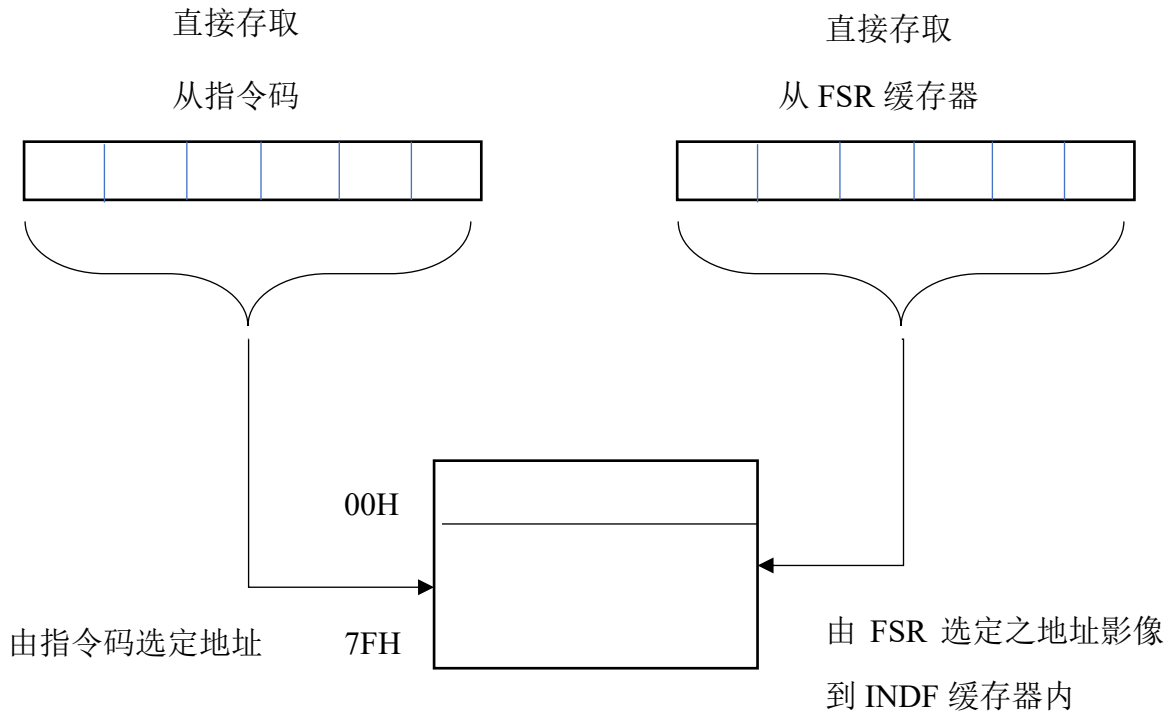 直接存取
从指令码
直接存取
从 FSR 缓存器
00H
由指令码选定地址
7FH
由 FSR 选定之地址影像
到 INDF 缓存器内